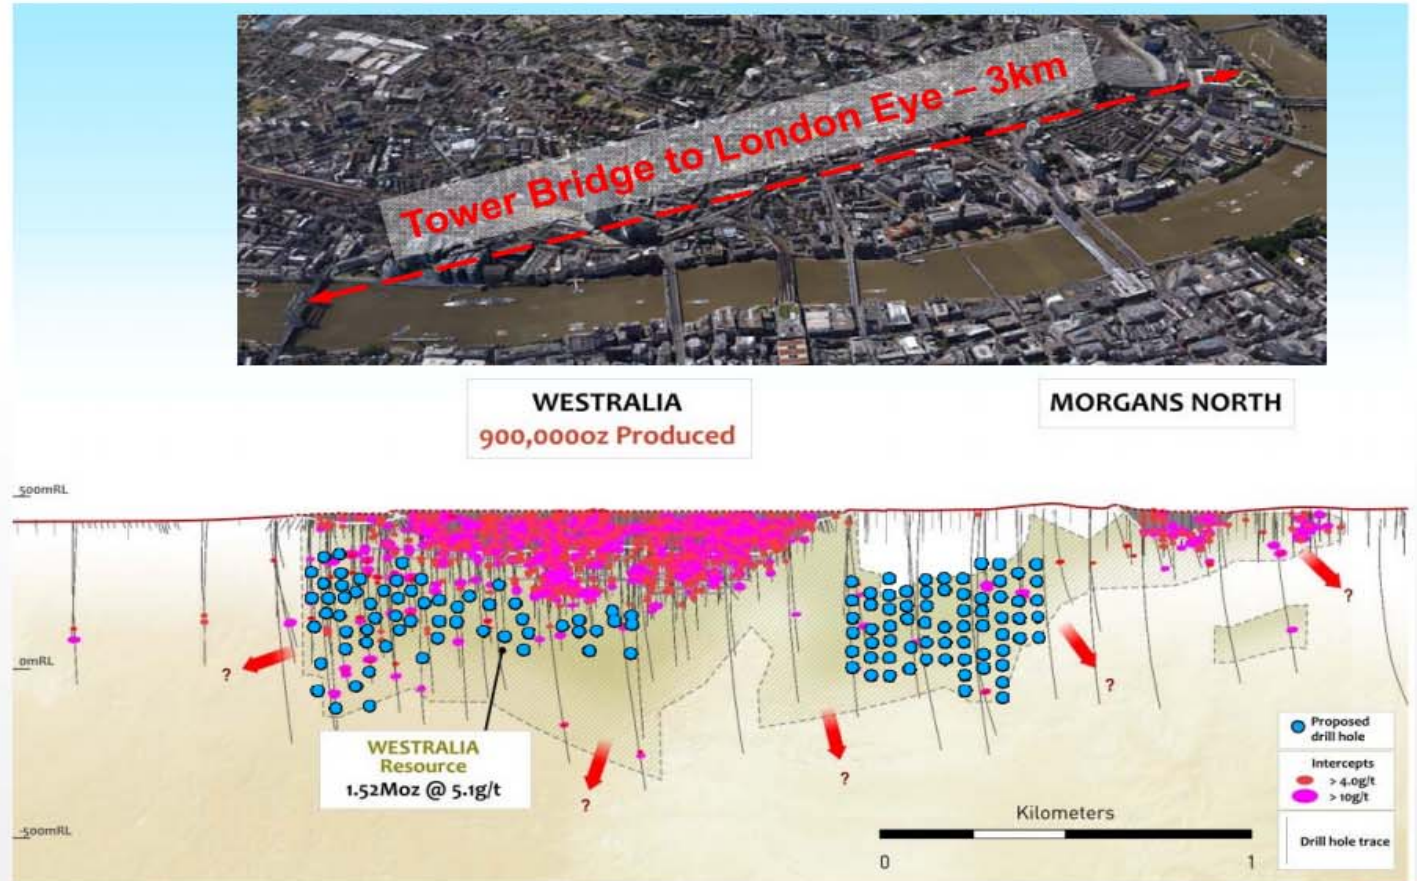 Tower Bridge to London Eye – 3km
WESTRALIA
900,000oz Produced
MORGANS NORTH
500mRL
0mRL
-500mRL
?
?
?
?
?
WESTRALIA
Resource
1.52Moz @ 5.1g/t
Kilometers
0
1
Proposed
drill hole
Intercepts
> 4.0g/t
> 10g/t
Drill hole trace